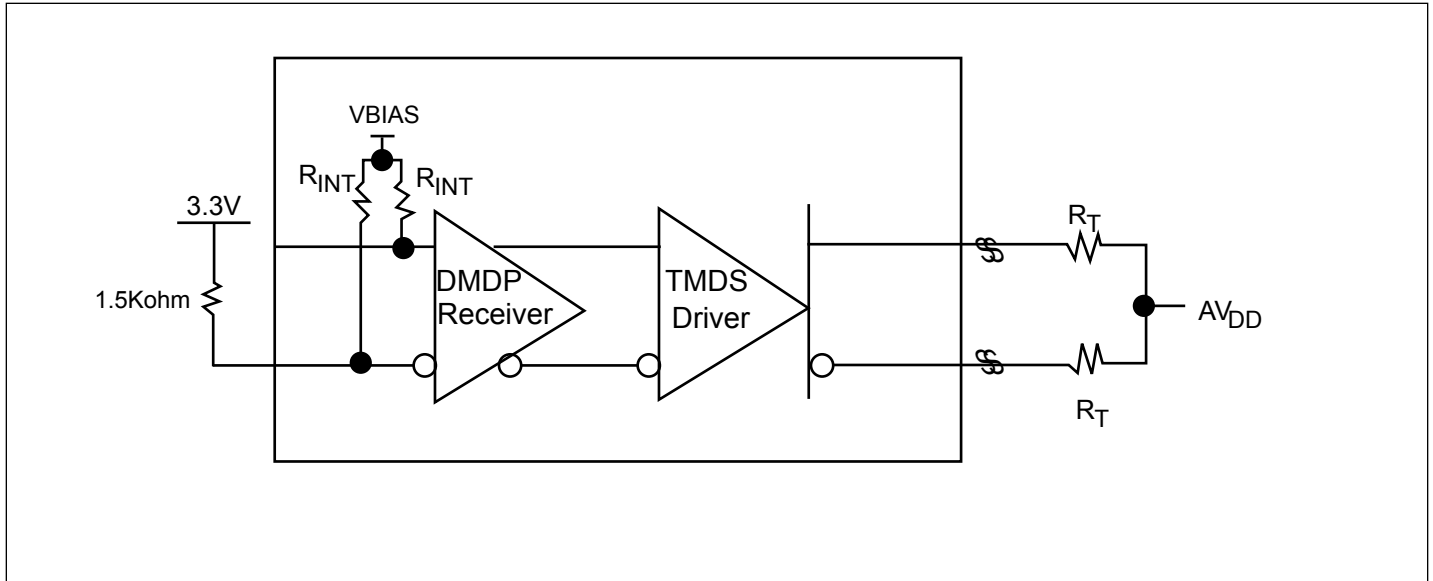 VBIAS
RINT
RINT
3.3V
1.5Kohm
DMDP
Receiver
TMDS
Driver
RT
AVDD
RT